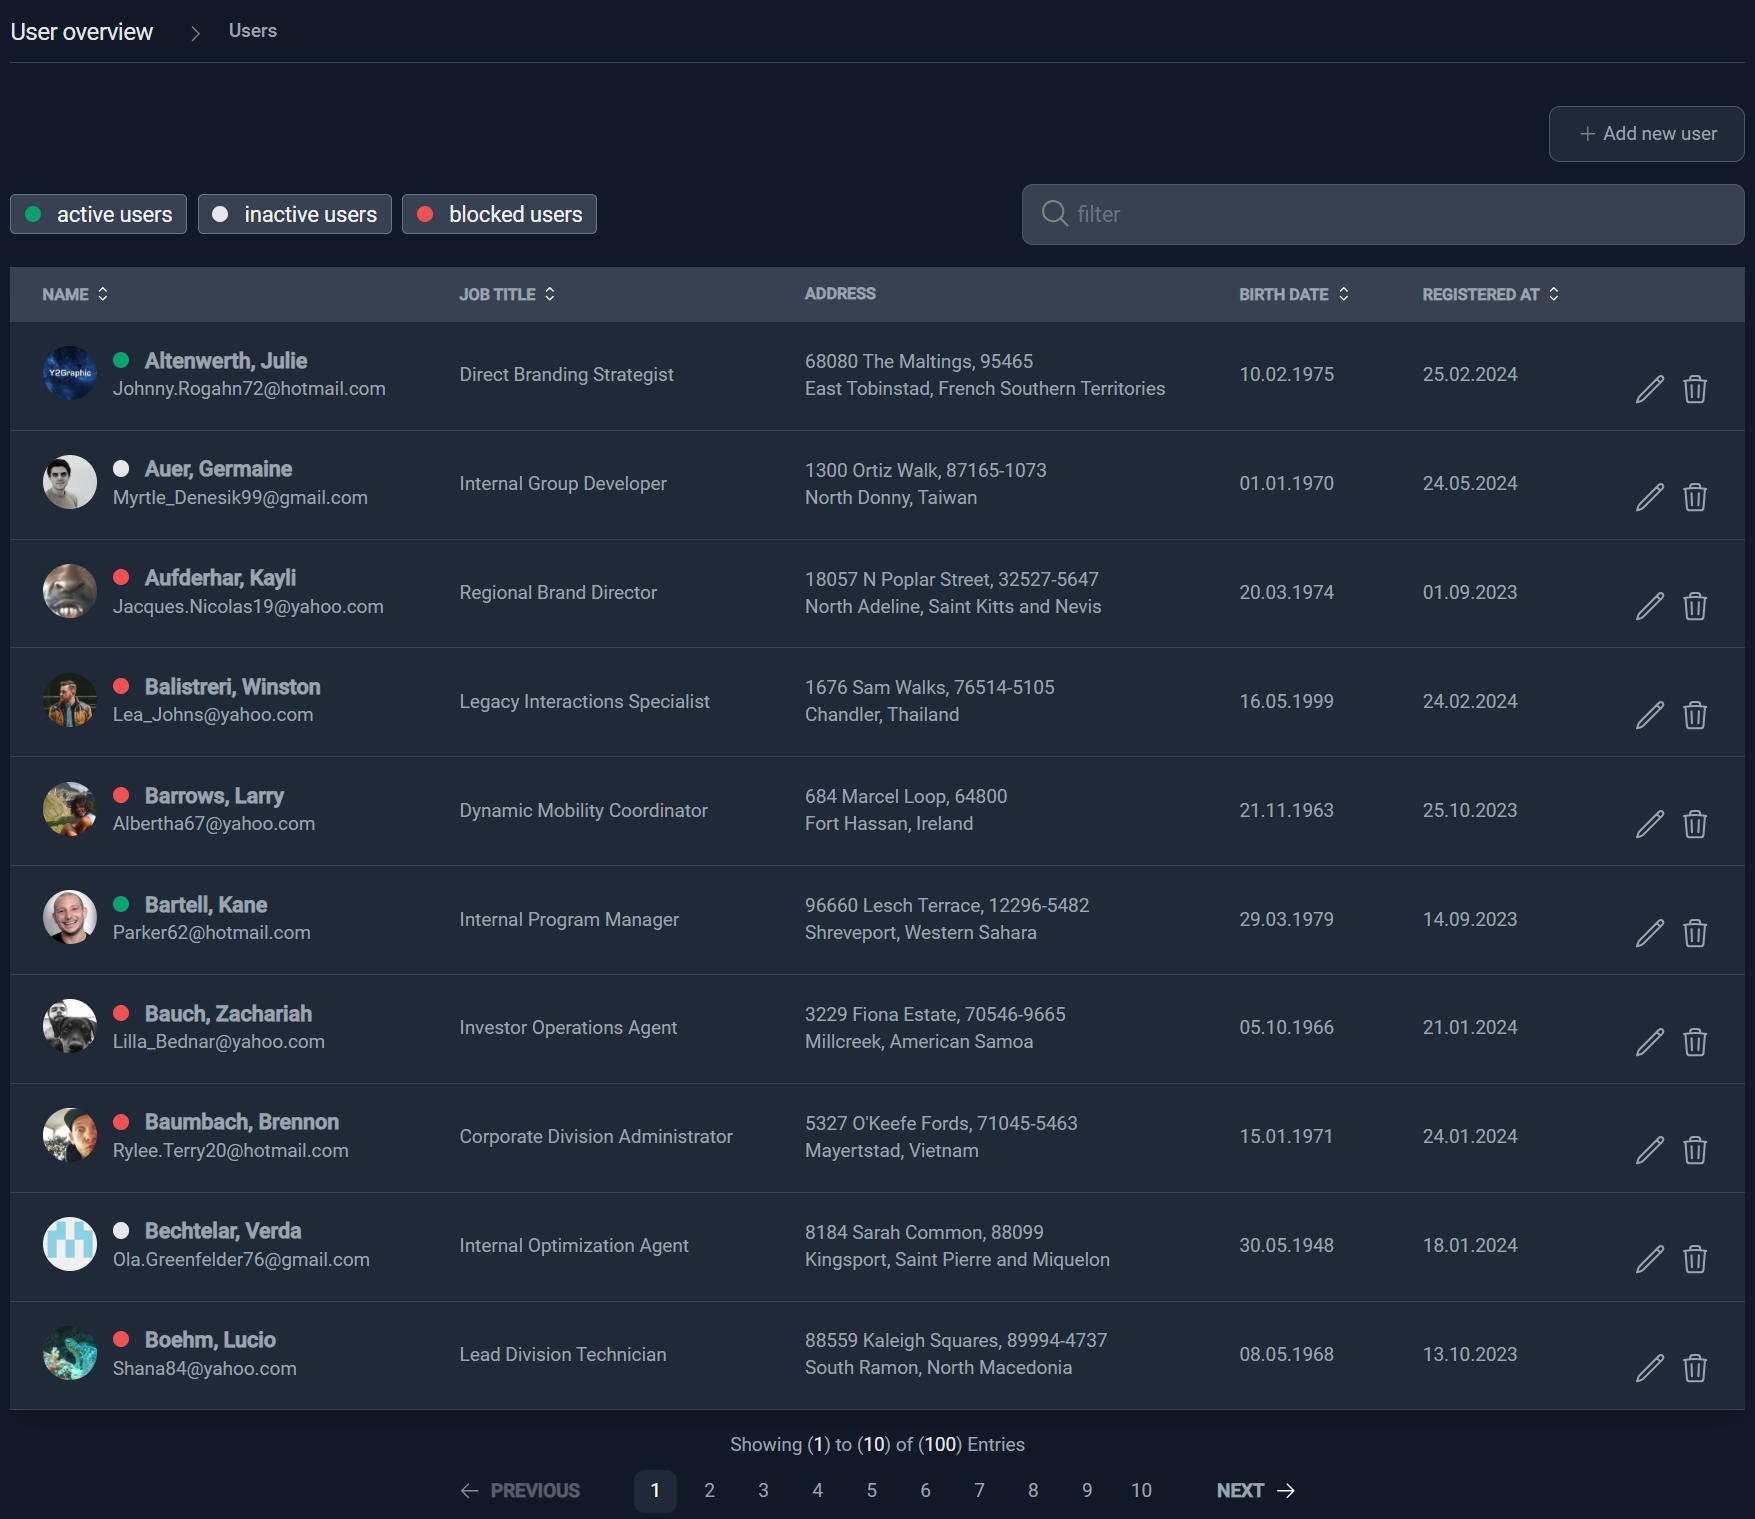 User overview
Users
Add new user
active users
inactive users
blocked users
filter
NAME
JOB TITLE
ADDRESS
BIRTH DATE
REGISTERED AT
Y2Graphic
Altenwerth, Julie
Johnny.Rogahn72@hotmail.com
Direct Branding Strategist
68080 The Maltings, 95465
East Tobinstad, French Southern Territories
10.02.1975
25.02.2024
Auer, Germaine
Myrtle_Denesik99@gmail.com
Internal Group Developer
1300 Ortiz Walk, 87165-1073
North Donny, Taiwan
01.01.1970
24.05.2024
Aufderhar, Kayli
Jacques.Nicolas19@yahoo.com
Regional Brand Director
18057 N Poplar Street, 32527-5647
North Adeline, Saint Kitts and Nevis
20.03.1974
01.09.2023
Balistreri, Winston
Lea_Johns@yahoo.com
Legacy Interactions Specialist
1676 Sam Walks, 76514-5105
Chandler, Thailand
16.05.1999
24.02.2024
Barrows, Larry
Albertha67@yahoo.com
Dynamic Mobility Coordinator
684 Marcel Loop, 64800
Fort Hassan, Ireland
21.11.1963
25.10.2023
Bartell, Kane
Parker62@hotmail.com
Internal Program Manager
96660 Lesch Terrace, 12296-5482
Shreveport, Western Sahara
29.03.1979
14.09.2023
Bauch, Zachariah
Lilla_Bednar@yahoo.com
Investor Operations Agent
3229 Fiona Estate, 70546-9665
Millcreek, American Samoa
05.10.1966
21.01.2024
Baumbach, Brennon
Rylee.Terry20@hotmail.com
Corporate Division Administrator
5327 O'Keefe Fords, 71045-5463
Mayertstad, Vietnam
15.01.1971
24.01.2024
Bechtelar, Verda
Ola.Greenfelder76@gmail.com
Internal Optimization Agent
8184 Sarah Common, 88099
Kingsport, Saint Pierre and Miquelon
30.05.1948
18.01.2024
Boehm, Lucio
Shana84@yahoo.com
Lead Division Technician
88559 Kaleigh Squares, 89994-4737
South Ramon, North Macedonia
08.05.1968
13.10.2023
Showing (1) to (10) of (100) Entries
PREVIOUS 1 2 3 4 5 6 7 8 9 10 NEXT